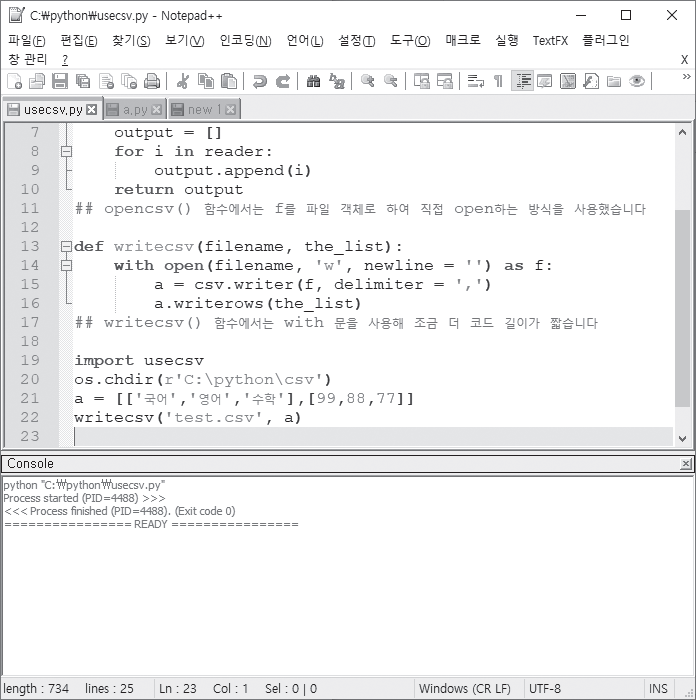 C:₩python₩usecsv.py - Notepad++
파일(F) 편집(E) 찾기(S) 보기(V) 인코딩(N) 언어(L) 설정(T) 도구(O) 매크로 실행 TextFX 플러그인
창 관리 ? X
usecsv.py a.py new 1
7 output = []
8 for i in reader:
9 output.append(i)
10 return output
11 ## opencsv() 함수에서는 f를 파일 객체로 하여 직접 open하는 방식을 사용했습니다
12
13 def writecsv(filename, the_list):
14 with open(filename, 'w', newline = '') as f:
15 a = csv.writer(f, delimiter = ',')
16 a.writerows(the_list)
17 ## writecsv() 함수에서는 with 문을 사용해 조금 더 코드 길이가 짧습니다
18
19 import usecsv
20 os.chdir(r'C:\python\csv')
21 a = [['국어','영어','수학'],[99,88,77]]
22 writecsv('test.csv', a)
23
Console
python "C:₩python₩usecsv.py"
Process started (PID=4488) >>>
<<< Process finished (PID=4488). (Exit code 0)
================ READY ================
length : 734 lines : 25 Ln : 23 Col : 1 Sel : 0 | 0 Windows (CR LF) UTF-8 INS